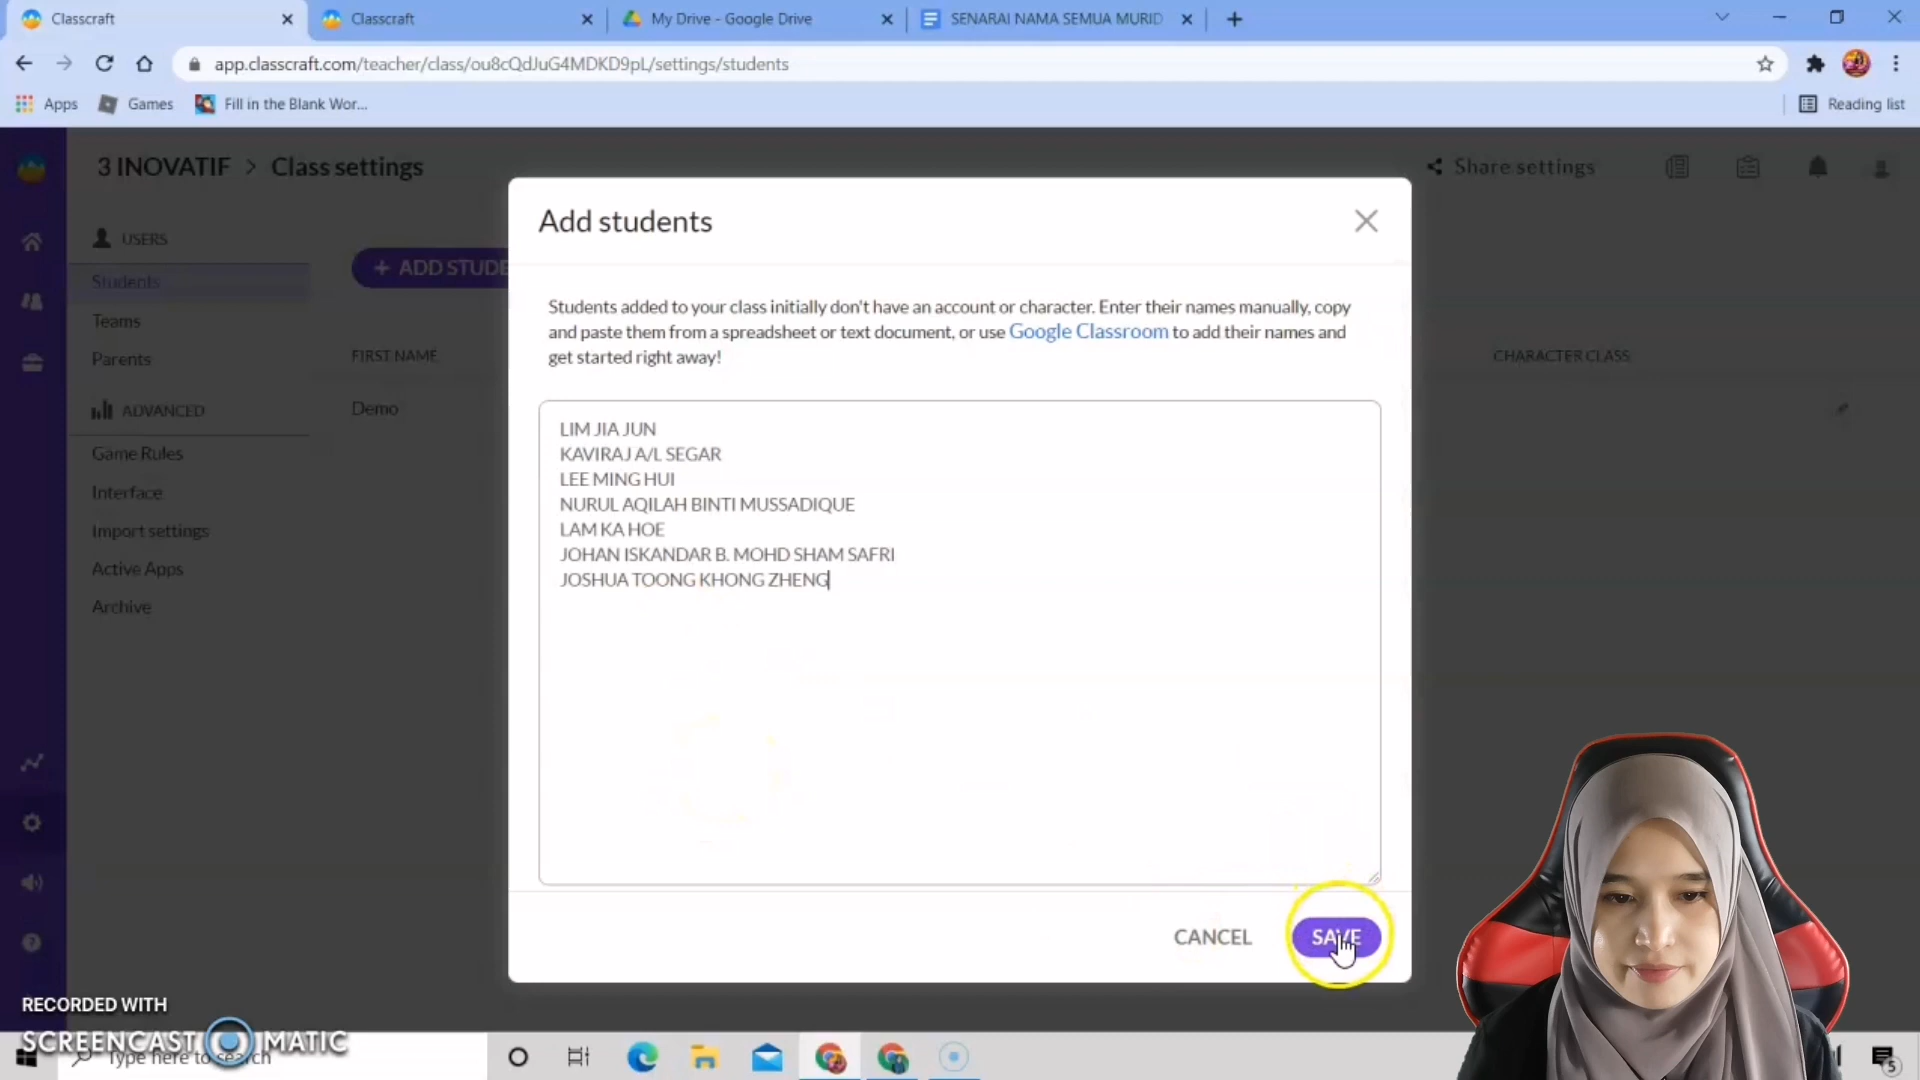 Classcraft
Classcraft
My Drive - Google Drive
SENARAI NAMA SEMUA MURID
app.classcraft.com/teacher/class/ou8cQdJuG4MDKD9pL/settings/students
Apps
Games
Fill in the Blank Wor...
Reading list
3 INOVATIF > Class settings
Share settings
USERS
Students
Teams
Parents
ADVANCED
Game Rules
Interface
Import settings
Active Apps
Archive
+ ADD STUDE
FIRST NAME
CHARACTER CLASS
Demo
Add students
Students added to your class initially don't have an account or character. Enter their names manually, copy
and paste them from a spreadsheet or text document, or use Google Classroom to add their names and
get started right away!
LIM JIA JUN
KAVIRAJ A/L SEGAR
LEE MING HUI
NURUL AQILAH BINTI MUSSADIQUE
LAM KA HOE
JOHAN ISKANDAR B. MOHD SHAM SAFRI
JOSHUA TOONG KHONG ZHENG
CANCEL
SAVE
RECORDED WITH
SCREENCAST MATIC
Type here to search
5